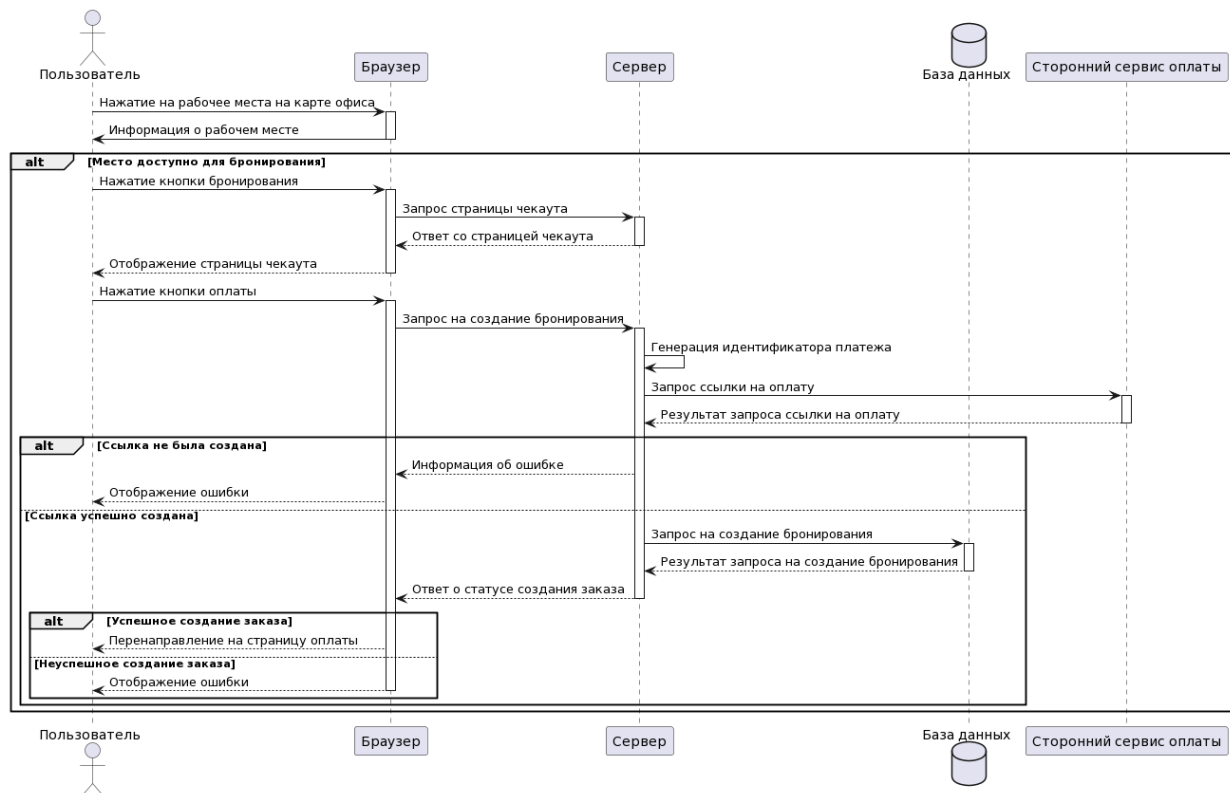 Пользователь
Браузер
Сервер
База данных
Сторонний сервис оплаты
Нажатие на рабочее места на карте офиса
Информация о рабочем месте
alt [Место доступно для бронирования]
Нажатие кнопки бронирования
Запрос страницы чекаута
Ответ со страницей чекаута
Отображение страницы чекаута
Нажатие кнопки оплаты
Запрос на создание бронирования
Генерация идентификатора платежа
Запрос ссылки на оплату
Результат запроса ссылки на оплату
alt [Ссылка не была создана]
Информация об ошибке
Отображение ошибки
[Ссылка успешно создана]
Запрос на создание бронирования
Результат запроса на создание бронирования
Ответ о статусе создания заказа
alt [Успешное создание заказа]
Перенаправление на страницу оплаты
[Неуспешное создание заказа]
Отображение ошибки
Пользователь
Браузер
Сервер
База данных
Сторонний сервис оплаты